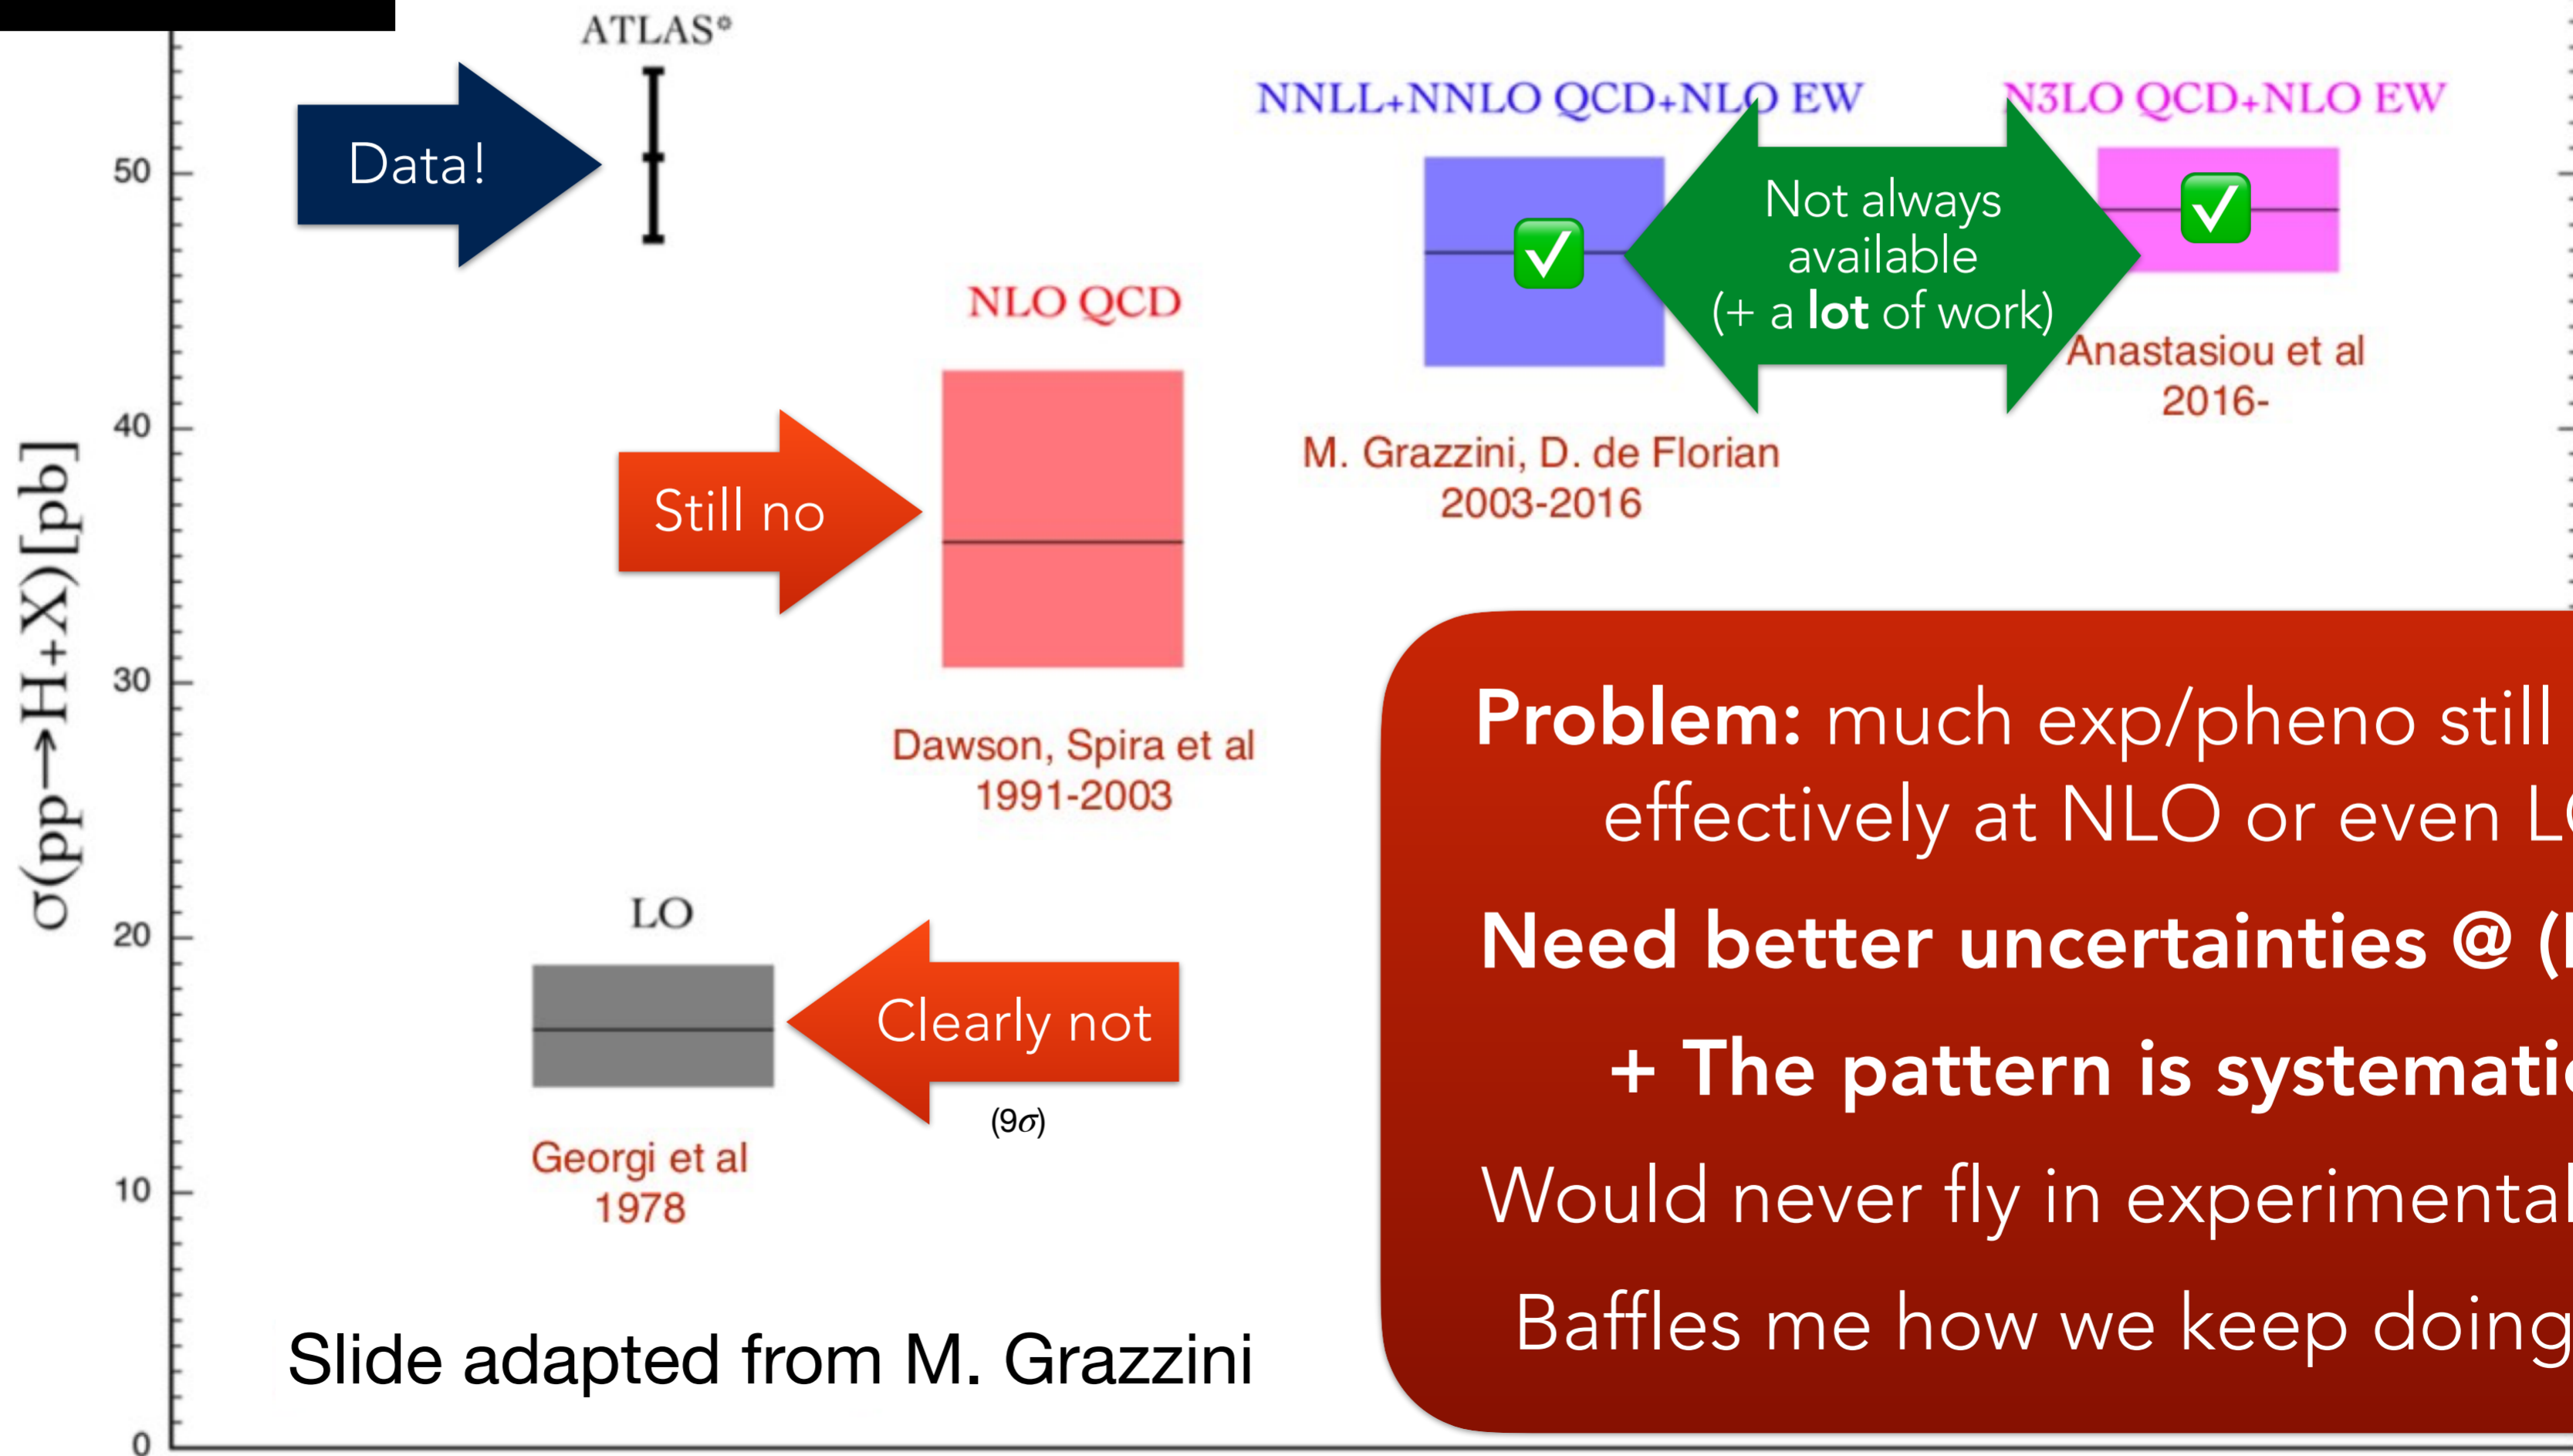 ATLAS*
Data!
NNLL+NNLO QCD+NLO EW
N3LO QCD+NLO EW
Not always
available
(+ a lot of work)
Anastasiou et al
2016-
M. Grazzini, D. de Florian
2003-2016
NLO QCD
Still no
Dawson, Spira et al
1991-2003
LO
Clearly not
(9σ)
Georgi et al
1978
Slide adapted from M. Grazzini
σ(pp→H+X)[pb]
50
40
30
20
10
0
Problem: much exp/pheno still
effectively at NLO or even
Need better uncertainties @
+ The pattern is
Would never fly in experimental
Baffles me how we keep doing